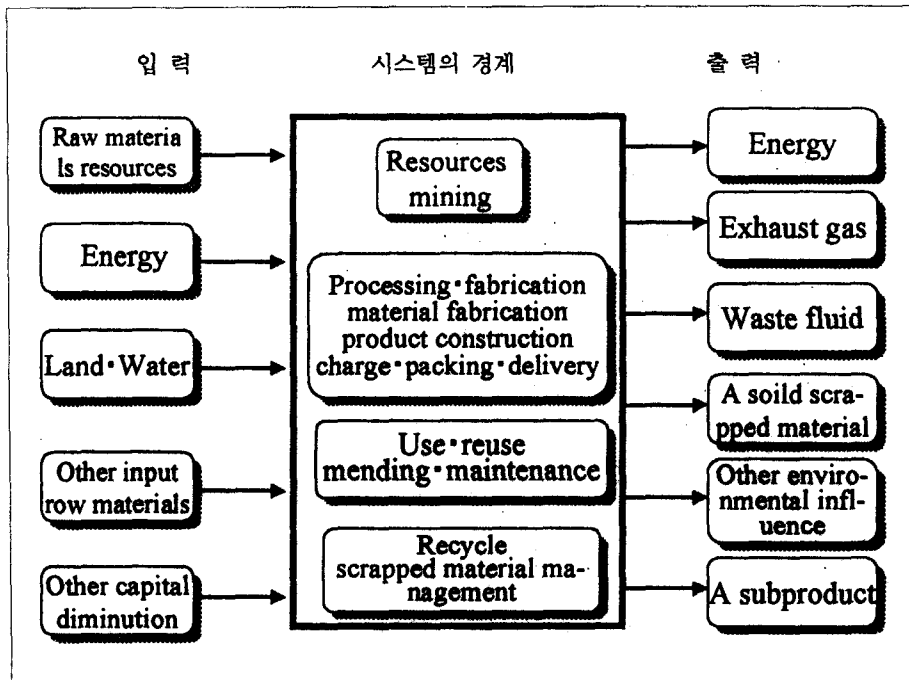 입 력
시스템의 경계
출 력
Raw materia
ls resources
Energy
Land·Water
Other input
row materials
Other capital
diminution
Resources
mining
Processing·fabrication
material fabrication
product construction
charge·packing·delivery
Use·reuse
mending·maintenance
Recycle
scrapped material ma-
nagement
Energy
Exhaust gas
Waste fluid
A soild scra-
pped material
Other enviro-
nmental infl-
uence
A subproduct